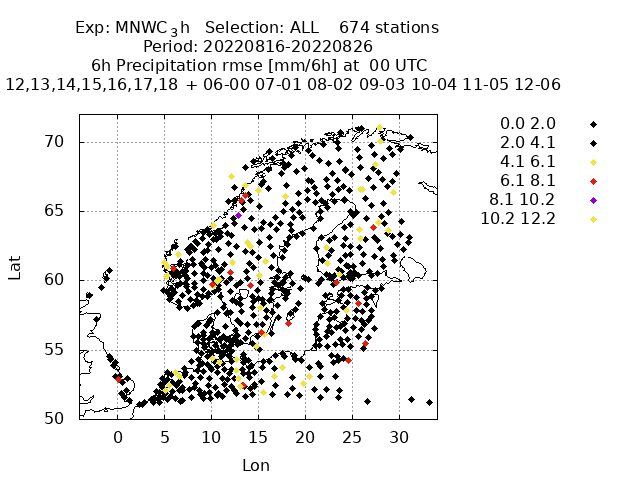 Exp: MNWC_3h   Selection: ALL    674 stations
Period: 20220816-20220826
6h Precipitation rmse [mm/6h] at  00 UTC
12,13,14,15,16,17,18 + 06-00 07-01 08-02 09-03 10-04 11-05 12-06
0.0 2.0
2.0 4.1
4.1 6.1
6.1 8.1
8.1 10.2
10.2 12.2
Lat
70
65
60
55
50
0 5 10 15 20 25 30
Lon